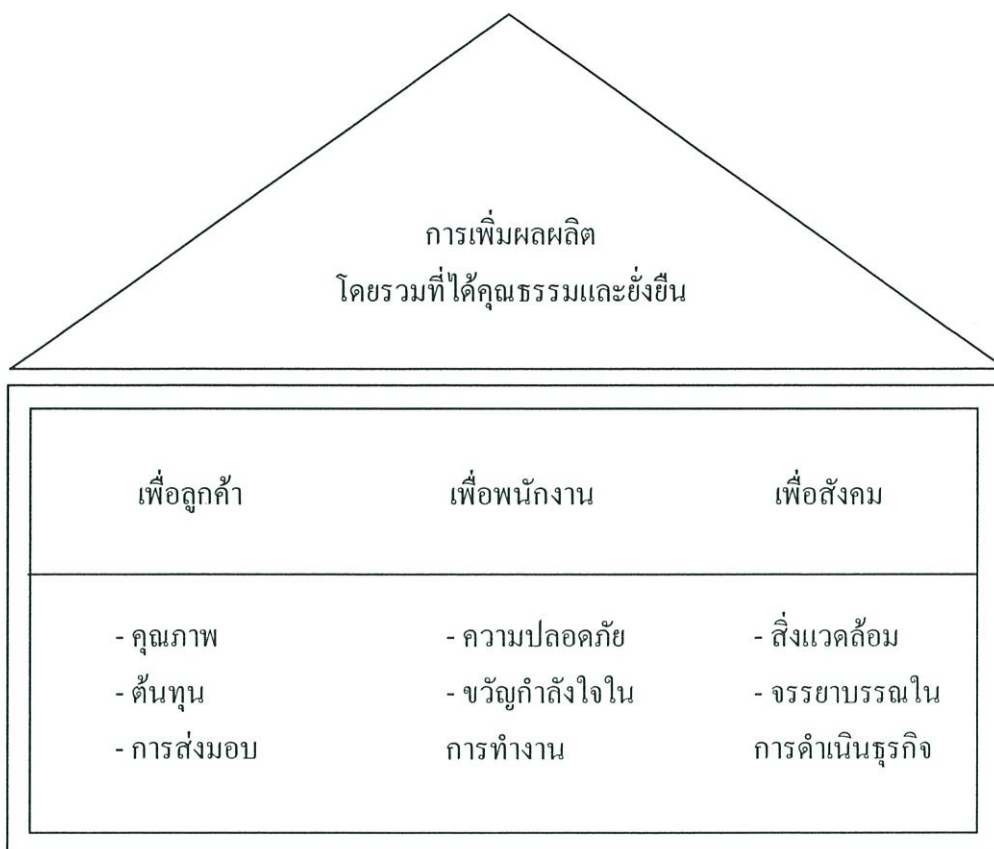 การเพิ่มผลผลิต
โดยรวมที่ได้คุณธรรมและยั่งยืน
เพื่อลูกค้า เพื่อพนักงาน เพื่อสังคม
- คุณภาพ - ความปลอดภัย - สิ่งแวดล้อม
- ต้นทุน - ขวัญกำลังใจใน - จรรยาบรรณใน
- การส่งมอบ การทำงาน การดำเนินธุรกิจ